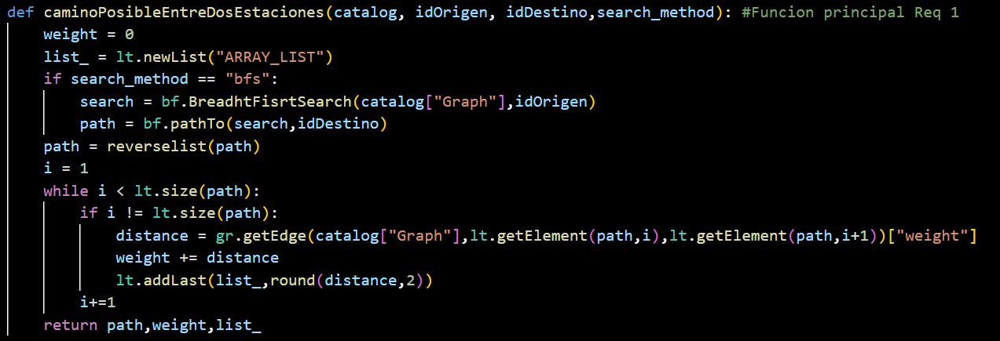 def caminoPosibleEntreDosEstaciones(catalog, idOrigen, idDestino,search_method): #Funcion principal Req 1
    weight = 0
    list_ = lt.newList("ARRAY_LIST")
    if search_method == "bfs":
        search = bf.BreadhtFisrtSearch(catalog["Graph"],idOrigen)
        path = bf.pathTo(search,idDestino)
    path = reverselist(path)
    i = 1
    while i < lt.size(path):
        if i != lt.size(path):
            distance = gr.getEdge(catalog["Graph"],lt.getElement(path,i),lt.getElement(path,i+1))["weight"]
            weight += distance
            lt.addLast(list_,round(distance,2))
        i+=1
    return path,weight,list_